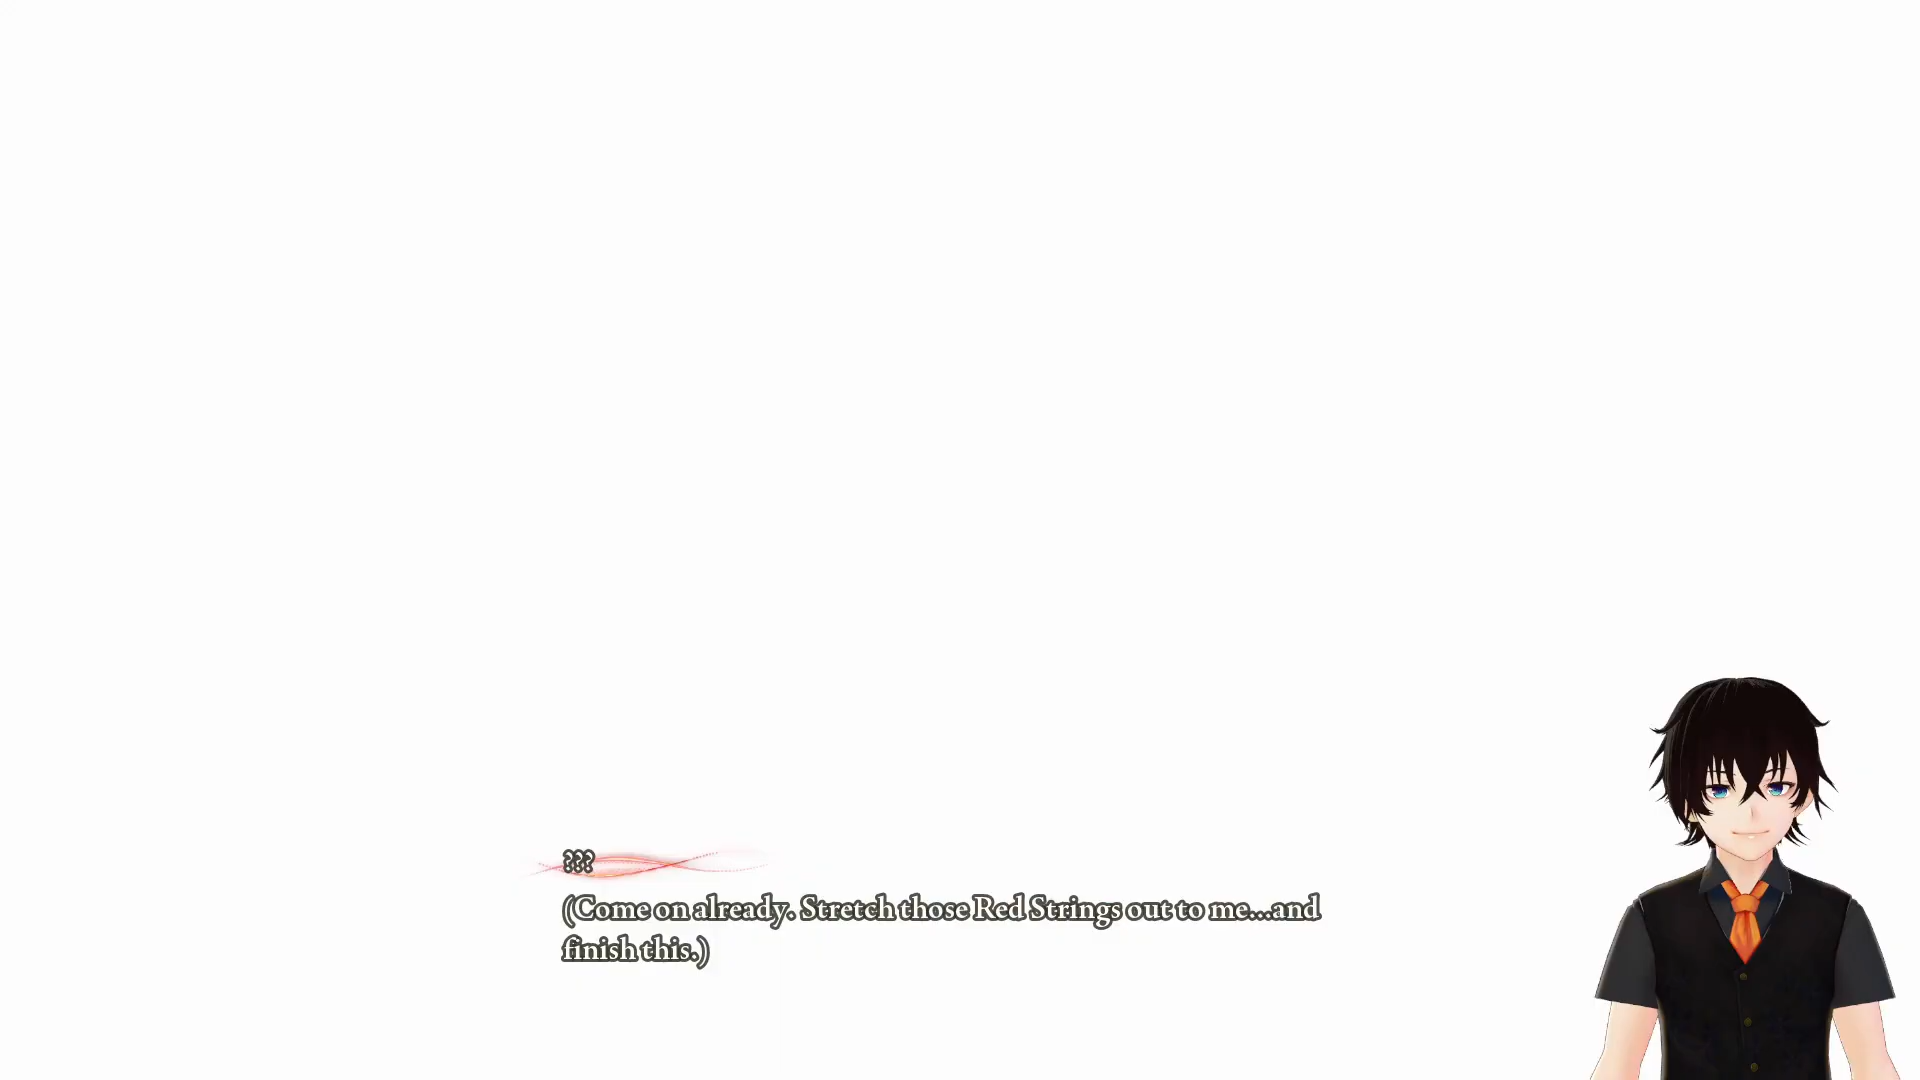 ???
(Come on already. Stretch those Red Strings out to me...and
finish this.)